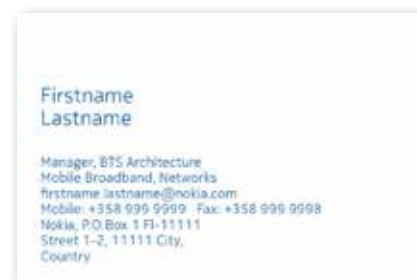 Firstname
Lastname
Manager, BTS Architecture
Mobile Broadband, Networks
firstname.lastname@nokia.com
Mobile: +358 999 9999 Fax: +358 999 9998
Nokia, P.O.Box 1 FI-11111
Street 1-2, 11111 City,
Country